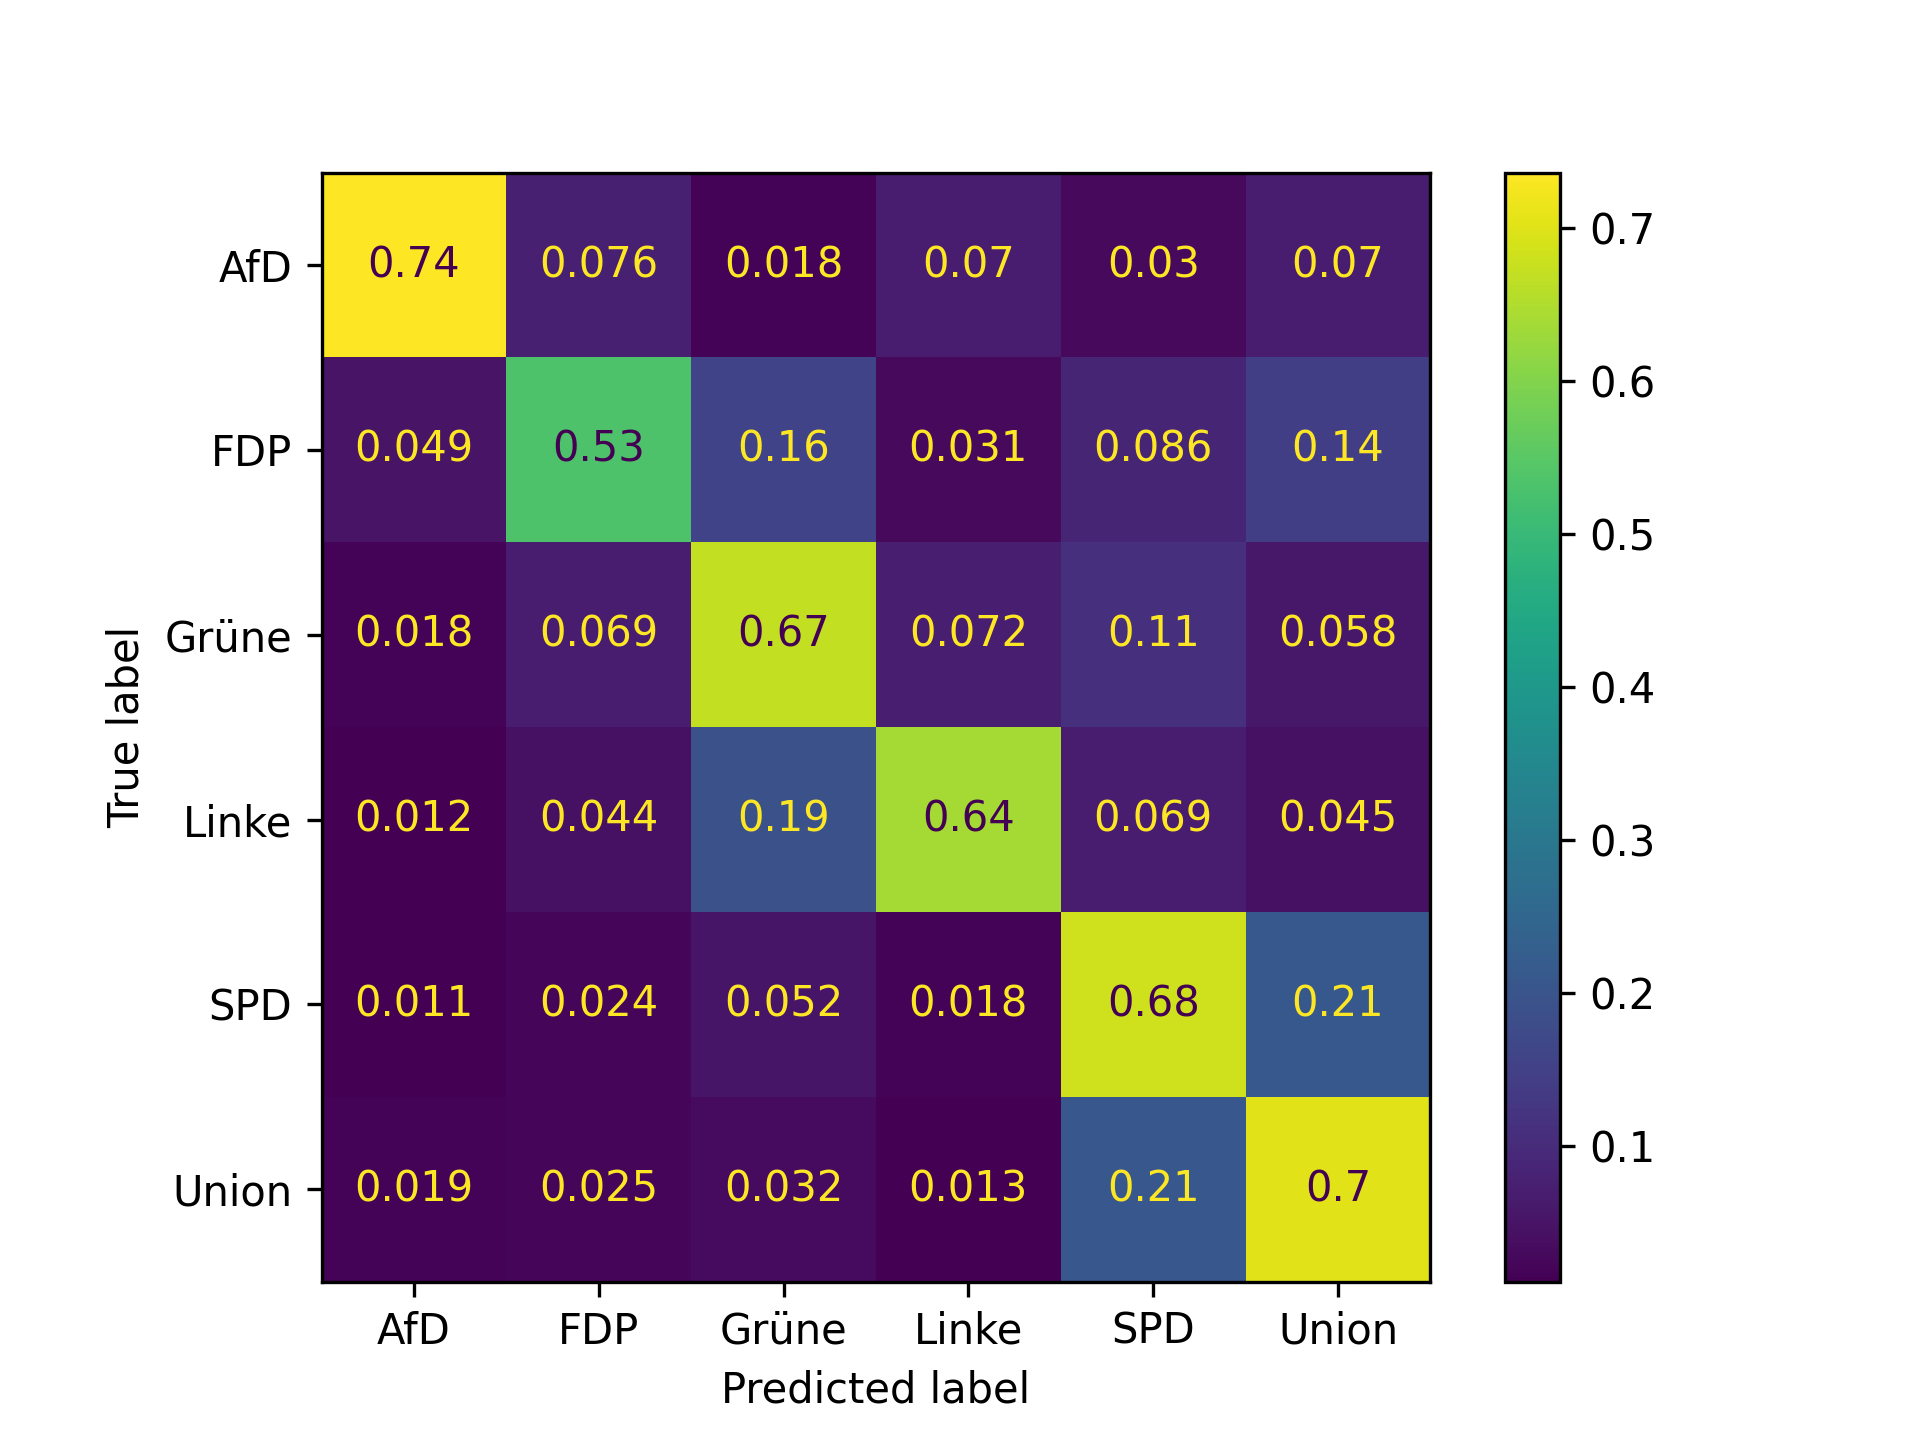 AfD 0.74 0.076 0.018 0.07 0.03 0.07
FDP 0.049 0.53 0.16 0.031 0.086 0.14
Grüne 0.018 0.069 0.67 0.072 0.11 0.058
Linke 0.012 0.044 0.19 0.64 0.069 0.045
SPD 0.011 0.024 0.052 0.018 0.68 0.21
Union 0.019 0.025 0.032 0.013 0.21 0.7
AfD FDP Grüne Linke SPD Union
Predicted label
True label
0.7
0.6
0.5
0.4
0.3
0.2
0.1